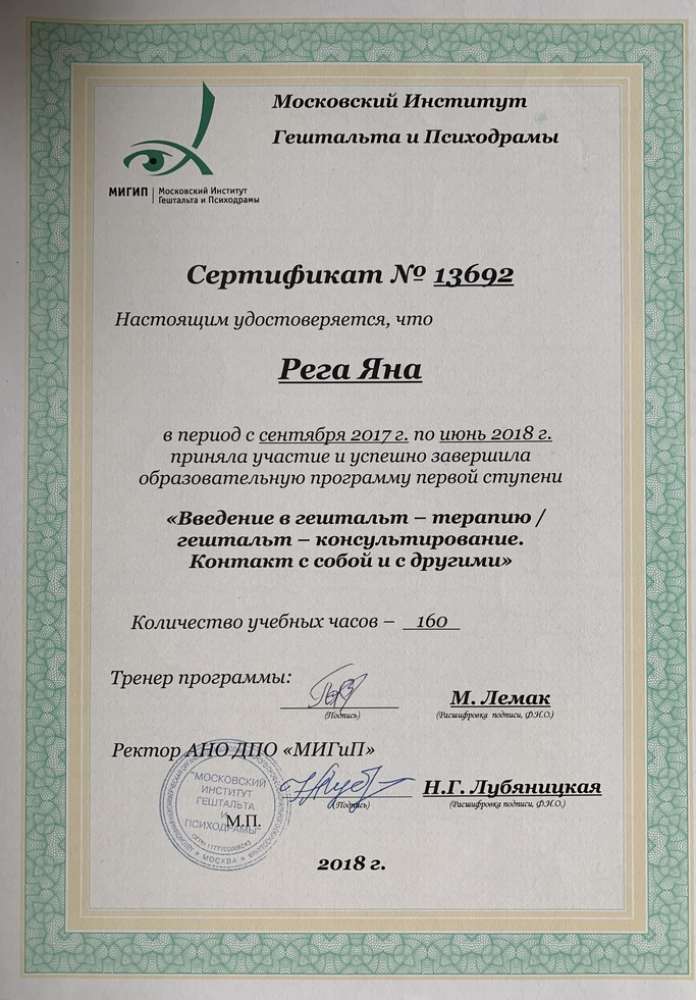 Московский Институт
Гештальта и Психодрамы
МИГИП | Московский Институт
Гештальта и Психодрамы
Сертификат № 13692
Настоящим удостоверяется, что
Рега Яна
в период с сентября 2017 г. по июнь 2018 г.
приняла участие и успешно завершила
образовательную программу первой ступени
«Введение в гештальт – терапию /
гештальт – консультирование.
Контакт с собой и с другими»
Количество учебных часов – 160
Тренер программы:
М. Лемак
(Подпись)
(Расшифровка подписи, Ф.И.О.)
Ректор АНО ДПО «МИГиП»
Н.Г. Лубяницкая
(Подпись)
(Расшифровка подписи, Ф.И.О.)
"МОСКОВСКИЙ
ИНСТИТУТ
ГЕШТАЛЬТА
И
ПСИХОДРАМЫ"
М.П.
* МОСКВА *
2018 г.